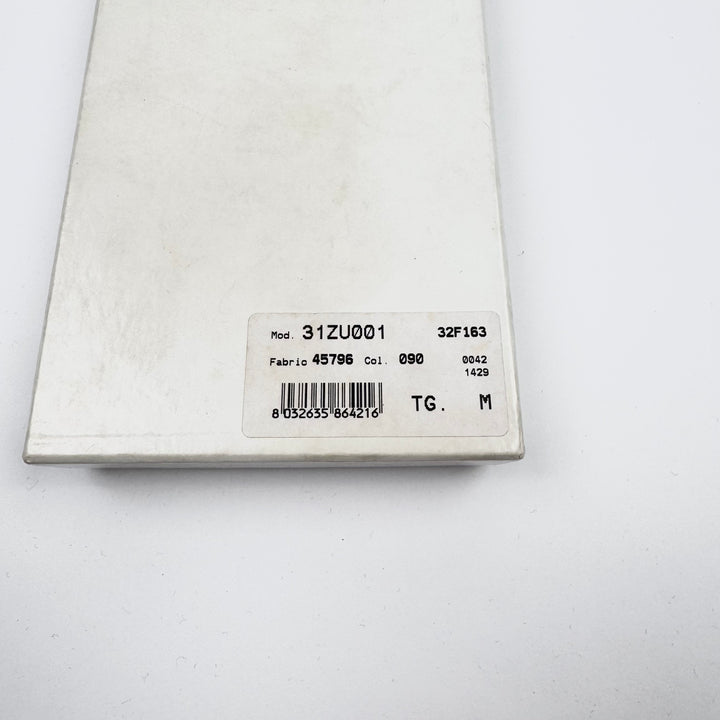 Mod. 31ZU001 32F163
Fabric 45796 Col. 090 0042
1429
8 032635 864216 TG. M